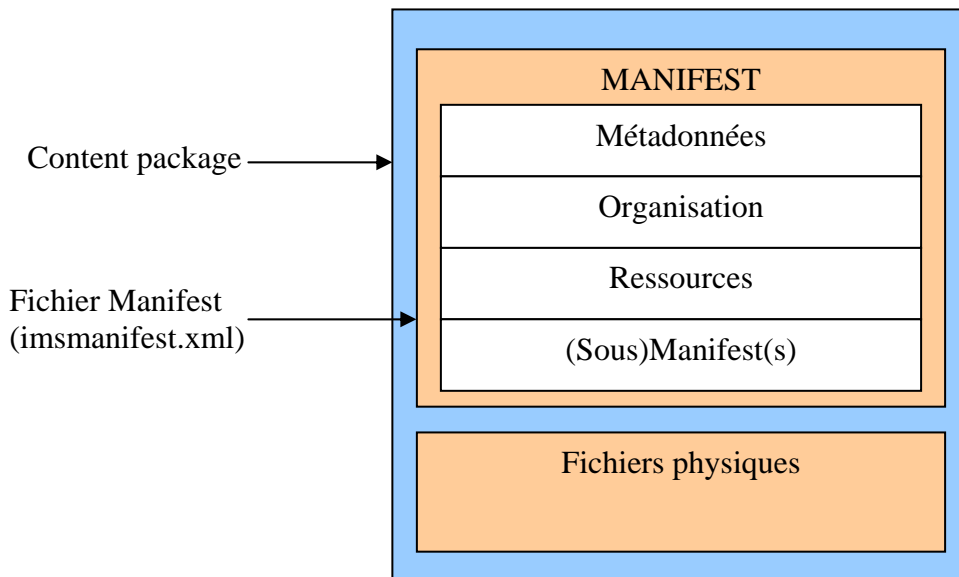 MANIFEST
Métadonnées
Content package
Organisation
Ressources
Fichier Manifest
(imsmanifest.xml)
(Sous)Manifest(s)
Fichiers physiques